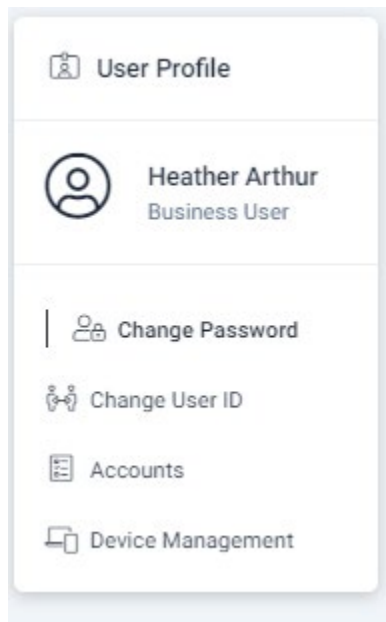 User Profile
Heather Arthur
Business User
Change Password
Change User ID
Accounts
Device Management